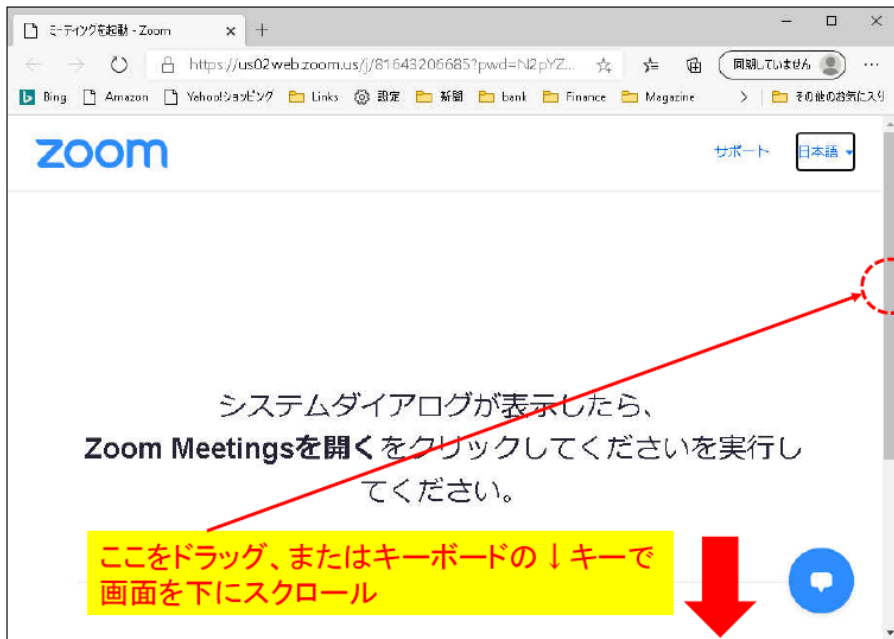 ミーティングを起動 - Zoom
https://us02web.zoom.us/j/81643206685?pwd=N2pYZ...
同期していません
Bing Amazon Yahoo!ショッピング Links 設定 新聞 bank Finance Magazine その他のお気に入り
zoom サポート 日本語
システムダイアログが表示したら、
Zoom Meetingsを開くをクリックしてくださいを実行し
てください。
ここをドラッグ、またはキーボードの↓キーで
画面を下にスクロール